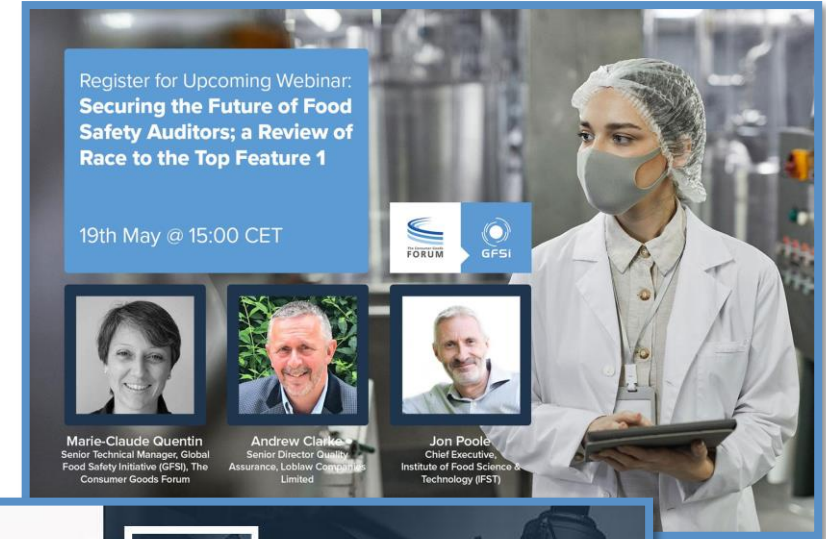 Register for Upcoming Webinar:
Securing the Future of Food
Safety Auditors; a Review of
Race to the Top Feature 1
19th May @ 15:00 CET
The Consumer Goods
FORUM
GFSi
Marie-Claude Quentin
Senior Technical Manager, Global
Food Safety Initiative (GFSI), The
Consumer Goods Forum
Andrew Clarke
Senior Director Quality
Assurance, Loblaw Companies
Limited
Jon Poole
Chief Executive,
Institute of Food Science &
Technology (IFST)